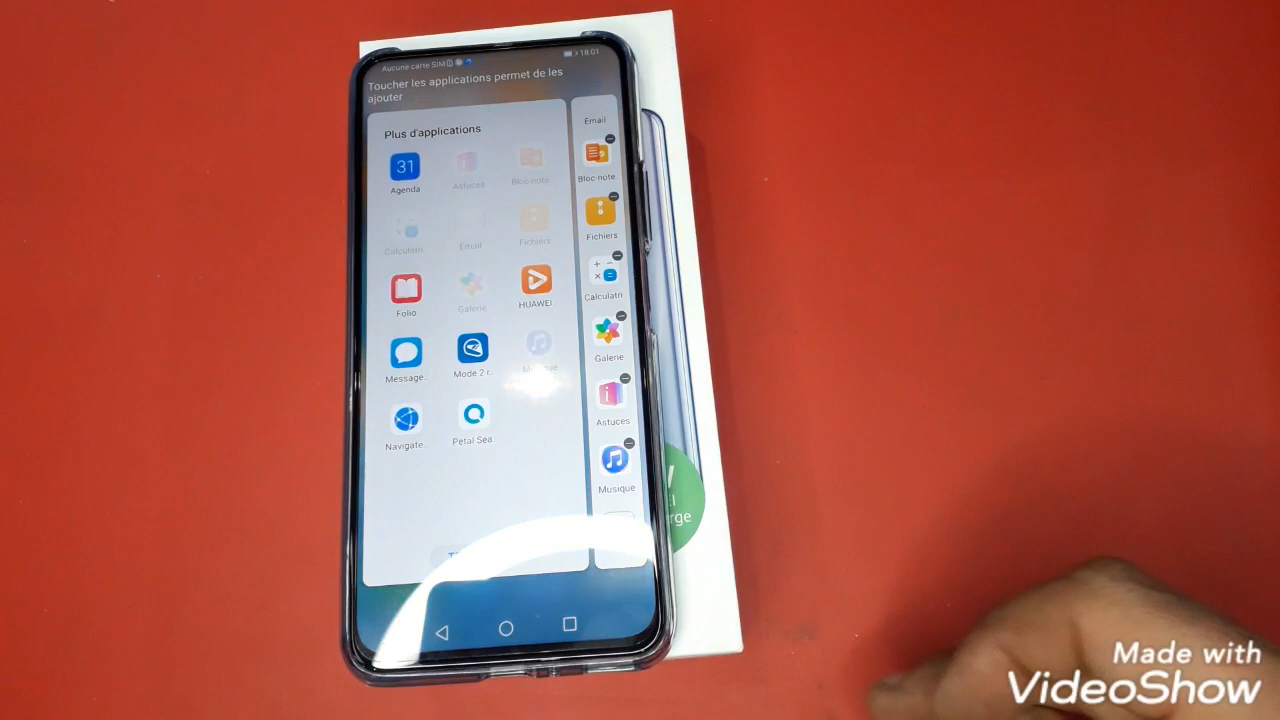 Aucune carte SIM
18:01
Toucher les applications permet de les
ajouter
Plus d'applications
31
Agenda
Astuces
Bloc-note..
Calculatri..
Email
Fichiers
Folio
Galerie
HUAWEI
Message..
Mode 2 r..
Navigate..
Petal Sea..
Email
Bloc-note..
Fichiers
Calculatri
Galerie
Astuces
Musique
Made with
VideoShow